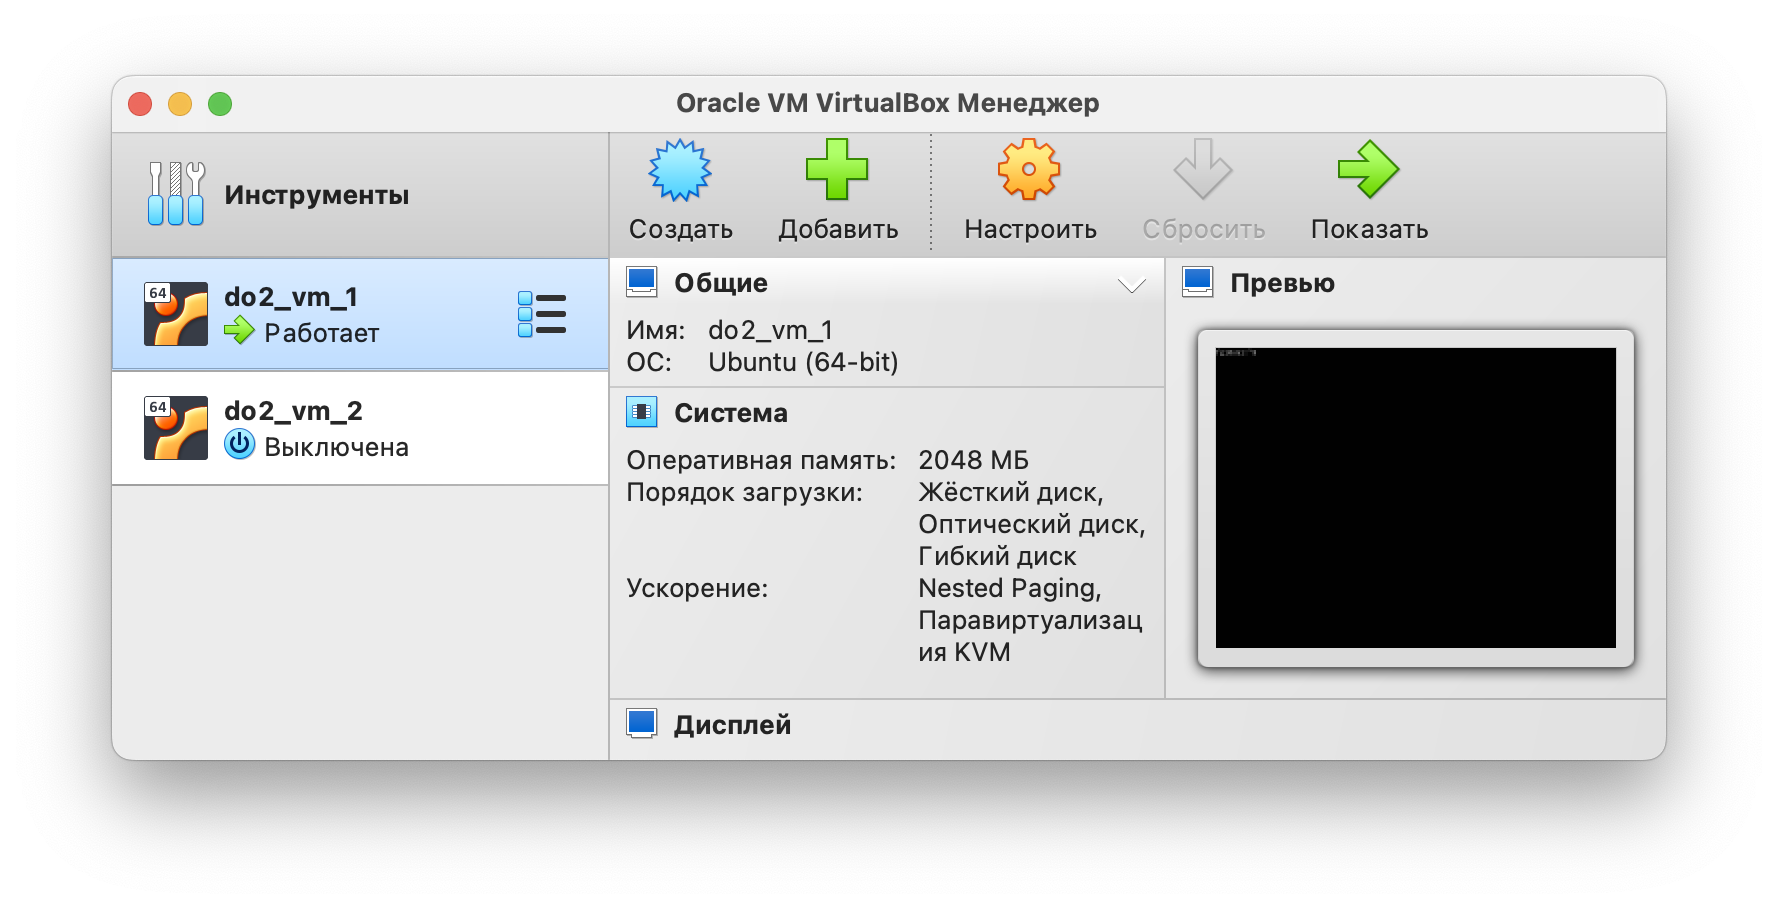 Oracle VM VirtualBox Менеджер
Инструменты
Создать
Добавить
Настроить
Сбросить
Показать
64
do2_vm_1
Работает
64
do2_vm_2
Выключена
Общие
Имя: do2_vm_1
ОС: Ubuntu (64-bit)
Система
Оперативная память: 2048 МБ
Порядок загрузки: Жёсткий диск,
Оптический диск,
Гибкий диск
Ускорение: Nested Paging,
Паравиртуализац
ия KVM
Превью
Дисплей